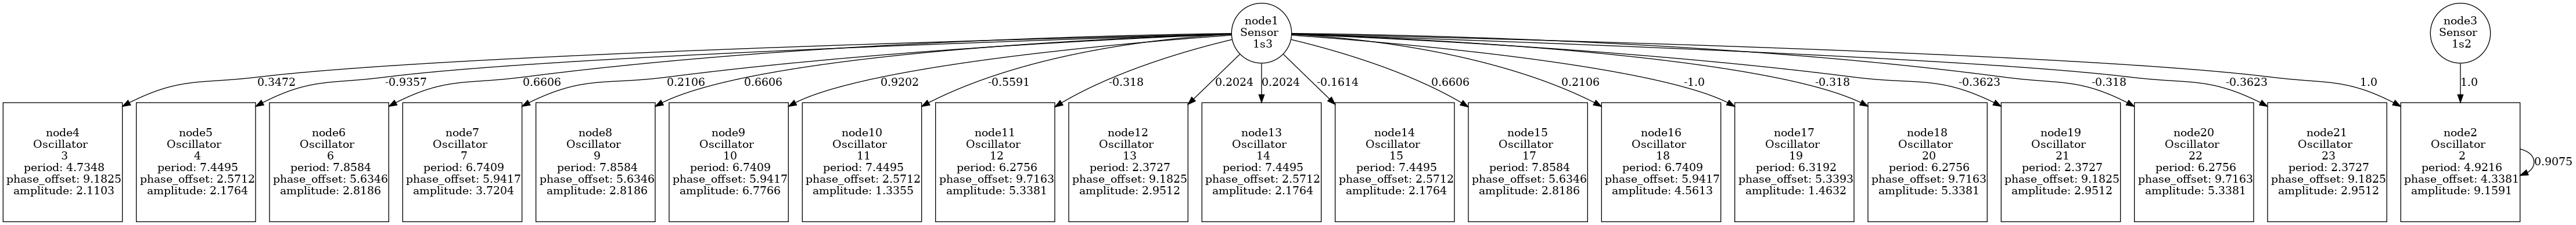 node1
Sensor
1s3
node3
Sensor
1s2
0.3472
-0.9357
0.6606
0.2106
0.6606
0.9202
-0.5591
-0.318
0.2024
0.2024
-0.1614
0.6606
0.2106
-1.0
-0.318
-0.3623
-0.318
-0.3623
1.0
1.0
node4
Oscillator
3
period: 4.7348
phase_offset: 9.1825
amplitude: 2.1103
node5
Oscillator
4
period: 7.4495
phase_offset: 2.5712
amplitude: 2.1764
node6
Oscillator
6
period: 7.8584
phase_offset: 5.6346
amplitude: 2.8186
node7
Oscillator
7
period: 6.7409
phase_offset: 5.9417
amplitude: 3.7204
node8
Oscillator
9
period: 7.8584
phase_offset: 5.6346
amplitude: 2.8186
node9
Oscillator
10
period: 6.7409
phase_offset: 5.9417
amplitude: 6.7766
node10
Oscillator
11
period: 7.4495
phase_offset: 2.5712
amplitude: 1.3355
node11
Oscillator
12
period: 6.2756
phase_offset: 9.7163
amplitude: 5.3381
node12
Oscillator
13
period: 2.3727
phase_offset: 9.1825
amplitude: 2.9512
node13
Oscillator
14
period: 7.4495
phase_offset: 2.5712
amplitude: 2.1764
node14
Oscillator
15
period: 7.4495
phase_offset: 2.5712
amplitude: 2.1764
node15
Oscillator
17
period: 7.8584
phase_offset: 5.6346
amplitude: 2.8186
node16
Oscillator
18
period: 6.7409
phase_offset: 5.9417
amplitude: 4.5613
node17
Oscillator
19
period: 6.3192
phase_offset: 5.3393
amplitude: 1.4632
node18
Oscillator
20
period: 6.2756
phase_offset: 9.7163
amplitude: 5.3381
node19
Oscillator
21
period: 2.3727
phase_offset: 9.1825
amplitude: 2.9512
node20
Oscillator
22
period: 6.2756
phase_offset: 9.7163
amplitude: 5.3381
node21
Oscillator
23
period: 2.3727
phase_offset: 9.1825
amplitude: 2.9512
node2
Oscillator
2
period: 4.9216
phase_offset: 4.3381
amplitude: 9.1591
0.9075